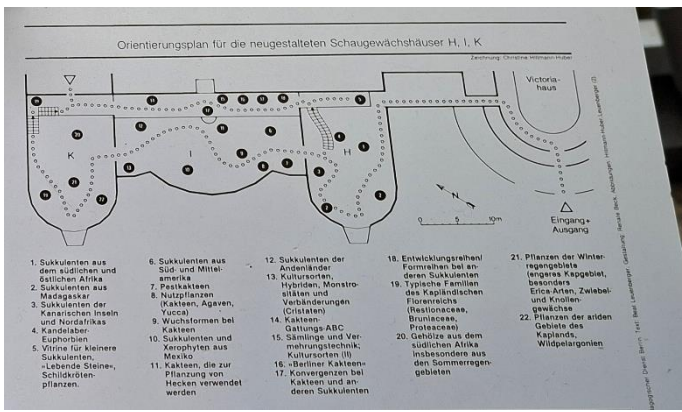 Orientierungsplan für die neugestalteten Schaugewächshäuser H, I, K
Zeichnung: Christine Hillmann-Huber
Victoria-
haus
K
I
H
N
0 5 10m
Eingang+
Ausgang
1. Sukkulenten aus
dem südlichen und
östlichen Afrika
2. Sukkulenten aus
Madagaskar
3. Sukkulenten der
Kanarischen Inseln
und Nordafrikas
4. Kandelaber-
Euphorbien
5. Vitrine für kleinere
Sukkulenten,
»Lebende Steine«,
Schildkröten-
pflanzen.
6. Sukkulenten aus
Süd- und Mittel-
amerika
7. Pestkakteen
8. Nutzpflanzen
(Kakteen, Agaven,
Yucca)
9. Wuchsformen bei
Kakteen
10. Sukkulenten und
Xerophyten aus
Mexiko
11. Kakteen, die zur
Pflanzung von
Hecken verwendet
werden
12. Sukkulenten der
Andenländer
13. Kultursorten,
Hybriden, Monstro-
sitäten und
Verbänderungen
(Cristaten)
14. Kakteen-
Gattungs-ABC
15. Sämlinge und Ver-
mehrungstechnik;
Kultursorten (II)
16. »Berliner Kakteen«
17. Konvergenzen bei
Kakteen und an-
deren Sukkulenten
18. Entwicklungsreihen/
Formreihen bei an-
deren Sukkulenten
19. Typische Familien
des Kapländischen
Florenreichs
(Restionaceae,
Bruniaceae,
Proteaceae)
20. Gehölze aus dem
südlichen Afrika
insbesondere aus
den Sommerregen-
gebieten
21. Pflanzen der Winter-
regengebiete
(engeres Kapgebiet,
besonders
Erica-Arten, Zwiebel-
und Knollen-
gewächse
22. Pflanzen der ariden
Gebiete des
Kaplands,
Wildpelargonien